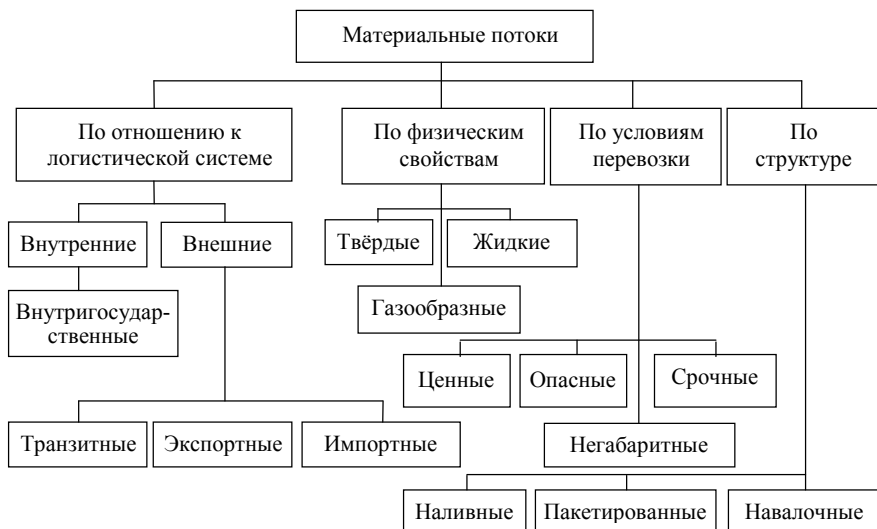 Материальные потоки
По отношению к
логистической системе
По физическим
свойствам
По условиям
перевозки
По
структуре
Внутренние
Внешние
Твёрдые
Жидкие
Внутригосудар-
ственные
Газообразные
Ценные
Опасные
Срочные
Транзитные
Экспортные
Импортные
Негабаритные
Наливные
Пакетированные
Навалочные